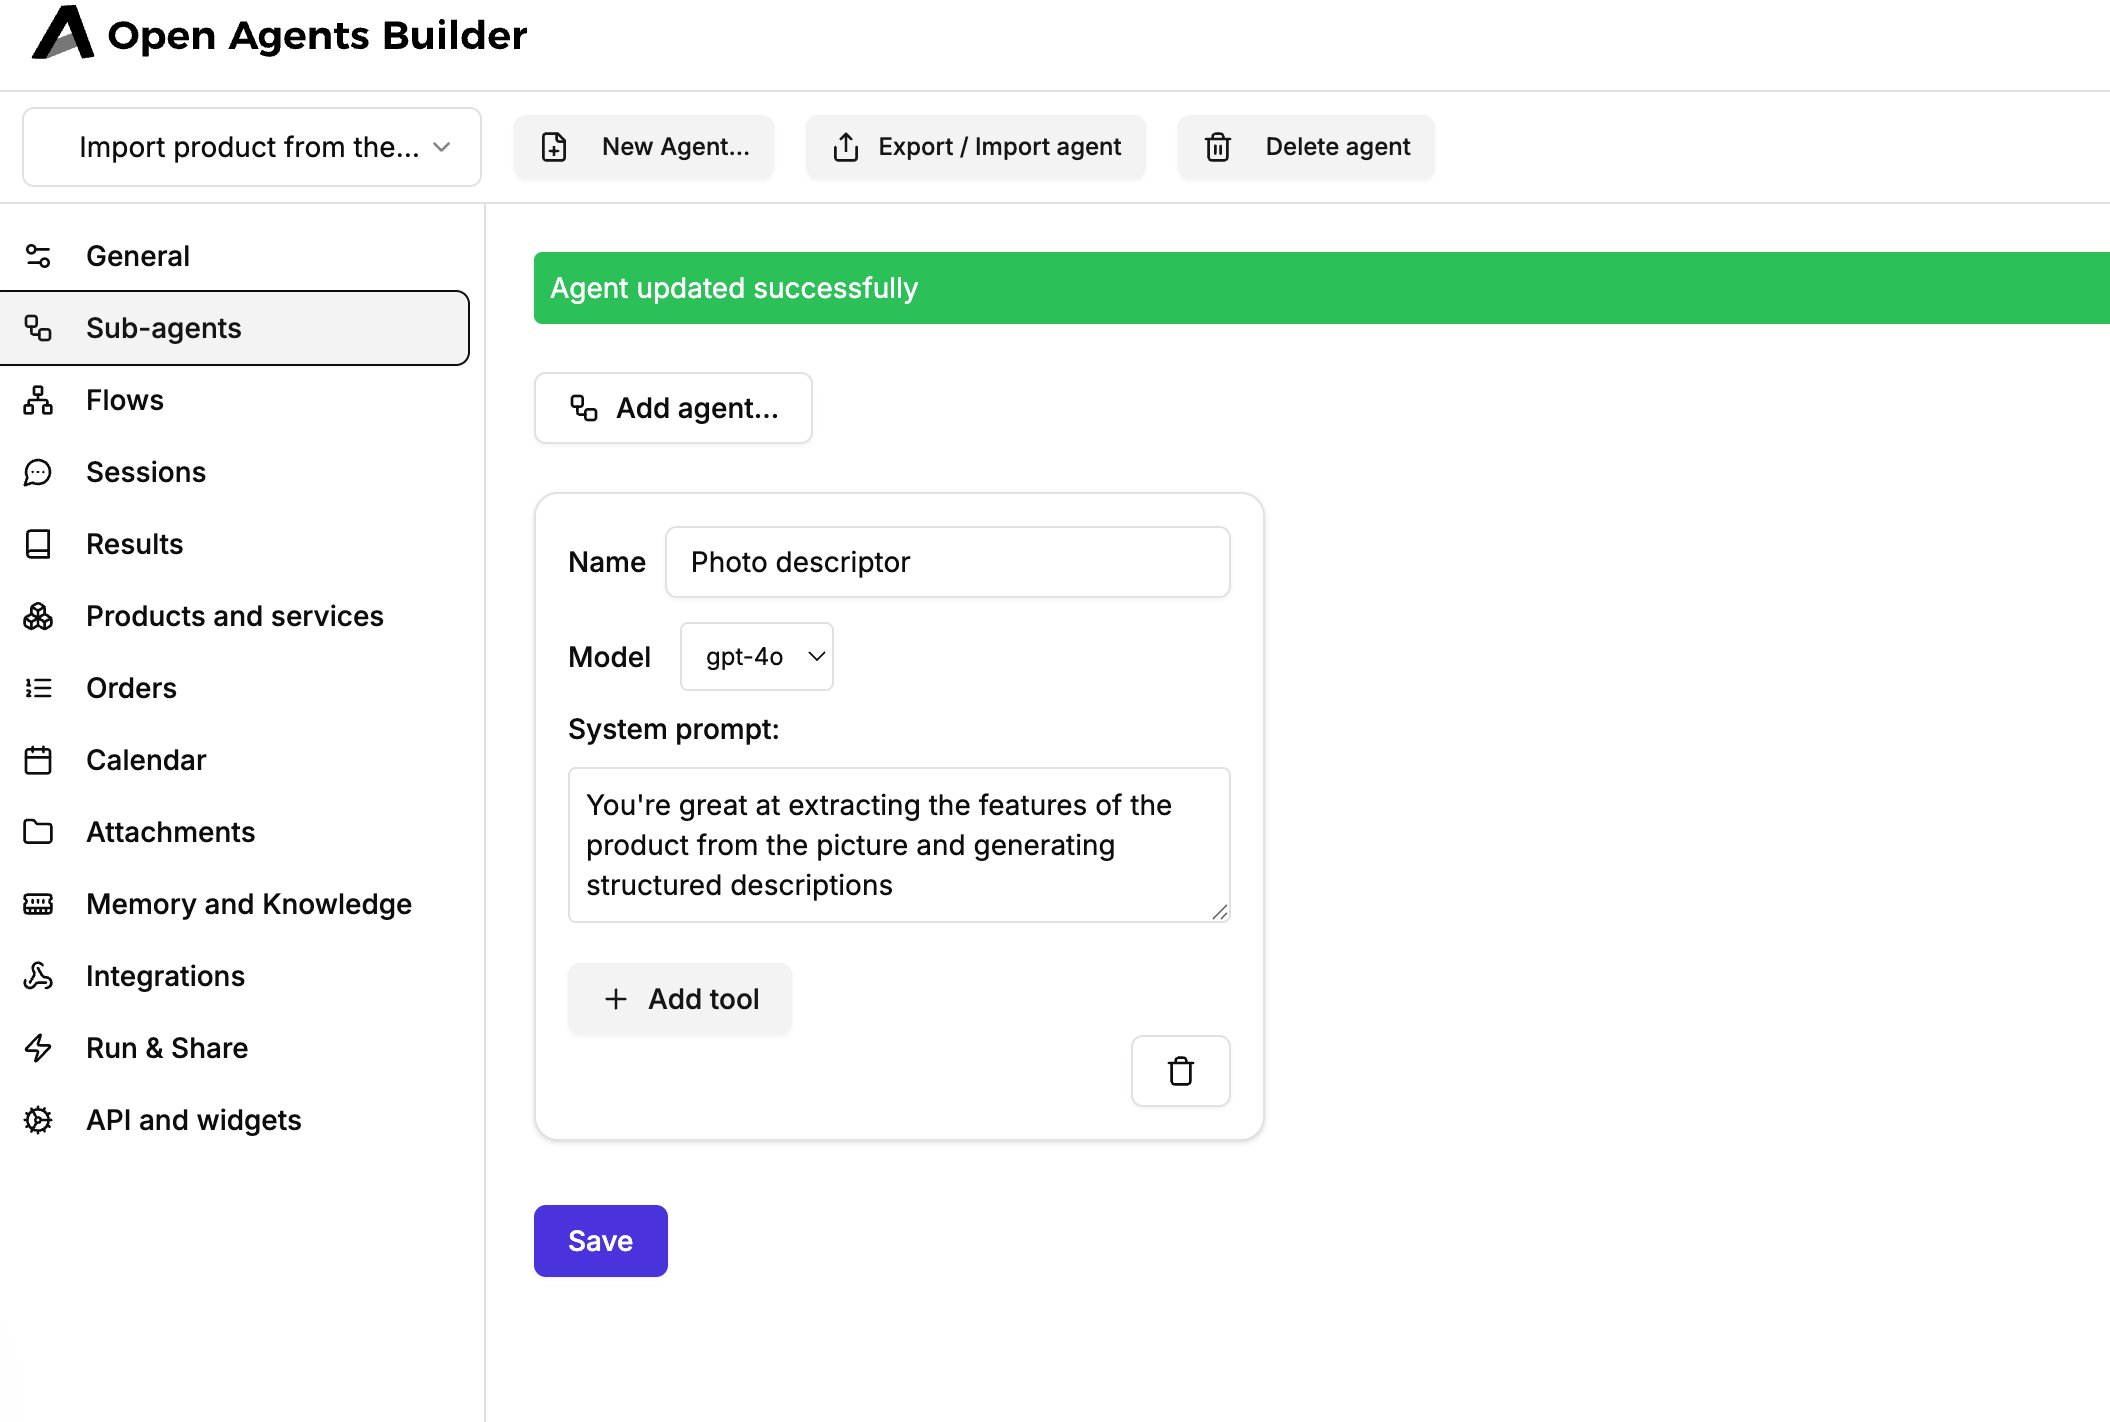 Open Agents Builder
Import product from the...
New Agent...
Export / Import agent
Delete agent
General
Sub-agents
Flows
Sessions
Results
Products and services
Orders
Calendar
Attachments
Memory and Knowledge
Integrations
Run & Share
API and widgets
Agent updated successfully
Add agent...
Name
Photo descriptor
Model
gpt-4o
System prompt:
You're great at extracting the features of the
product from the picture and generating
structured descriptions
Add tool
Save